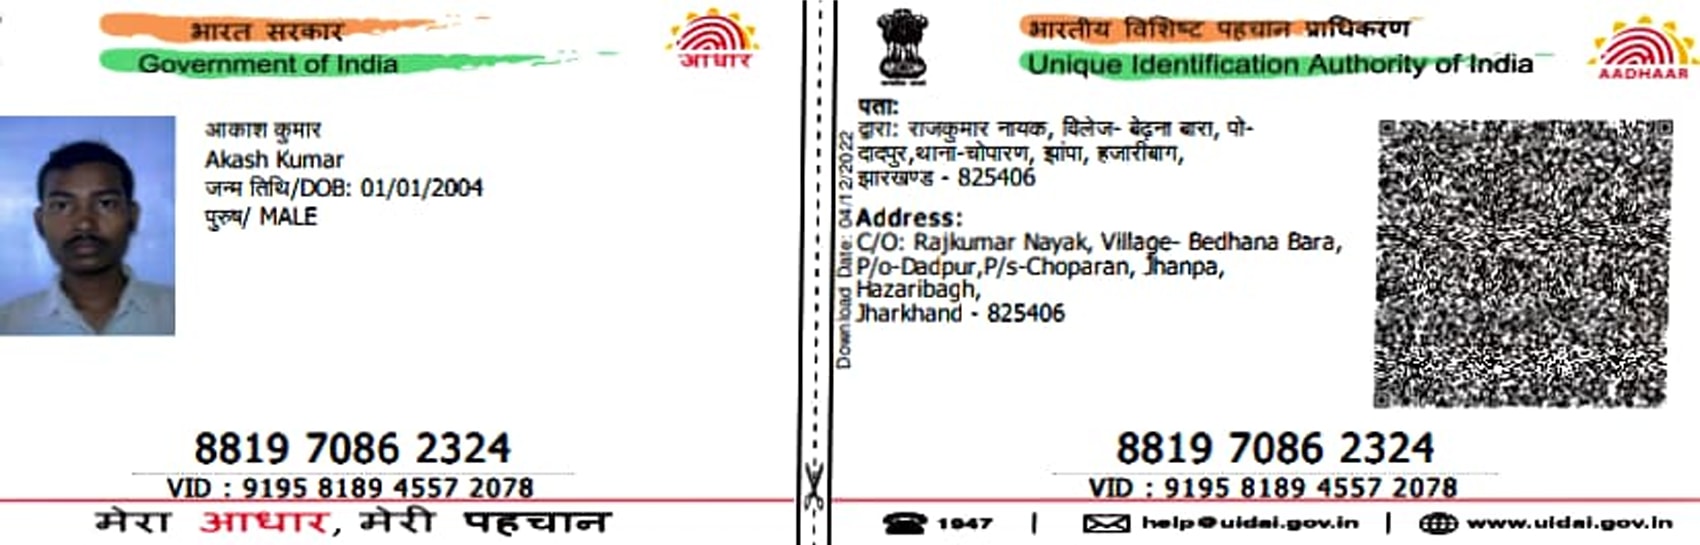 भारत सरकार
Government of India
आधार
आकाश कुमार
Akash Kumar
जन्म तिथि/DOB: 01/01/2004
पुरुष/ MALE
8819 7086 2324
VID : 9195 8189 4557 2078
मेरा आधार, मेरी पहचान
भारतीय विशिष्ट पहचान प्राधिकरण
Unique Identification Authority of India
AADHAAR
पता:
द्वारा: राजकुमार नायक, विलेज- बेढ़ना बारा, पो-
दादपुर,थाना-चोपारण, झांपा, हजारीबाग,
झारखण्ड - 825406
Address:
C/O: Rajkumar Nayak, Village- Bedhana Bara,
P/o-Dadpur,P/s-Choparan, Jhanpa,
Hazaribagh,
Jharkhand - 825406
Download Date: 04/12/2022
8819 7086 2324
VID : 9195 8189 4557 2078
1947 | help@uidai.gov.in | www.uidai.gov.in